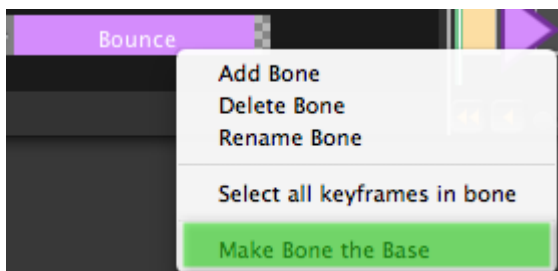 Bounce
Add Bone
Delete Bone
Rename Bone
Select all keyframes in bone
Make Bone the Base